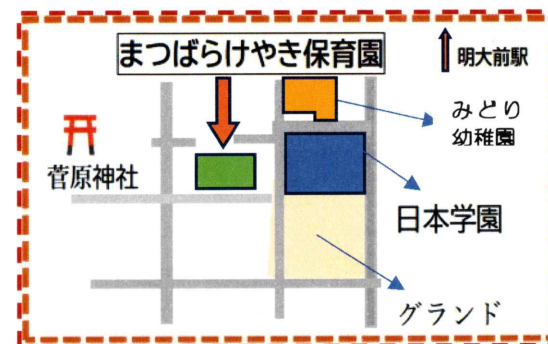 まつばらけやき保育園
明大前駅
みどり
幼稚園
菅原神社
日本学園
グランド